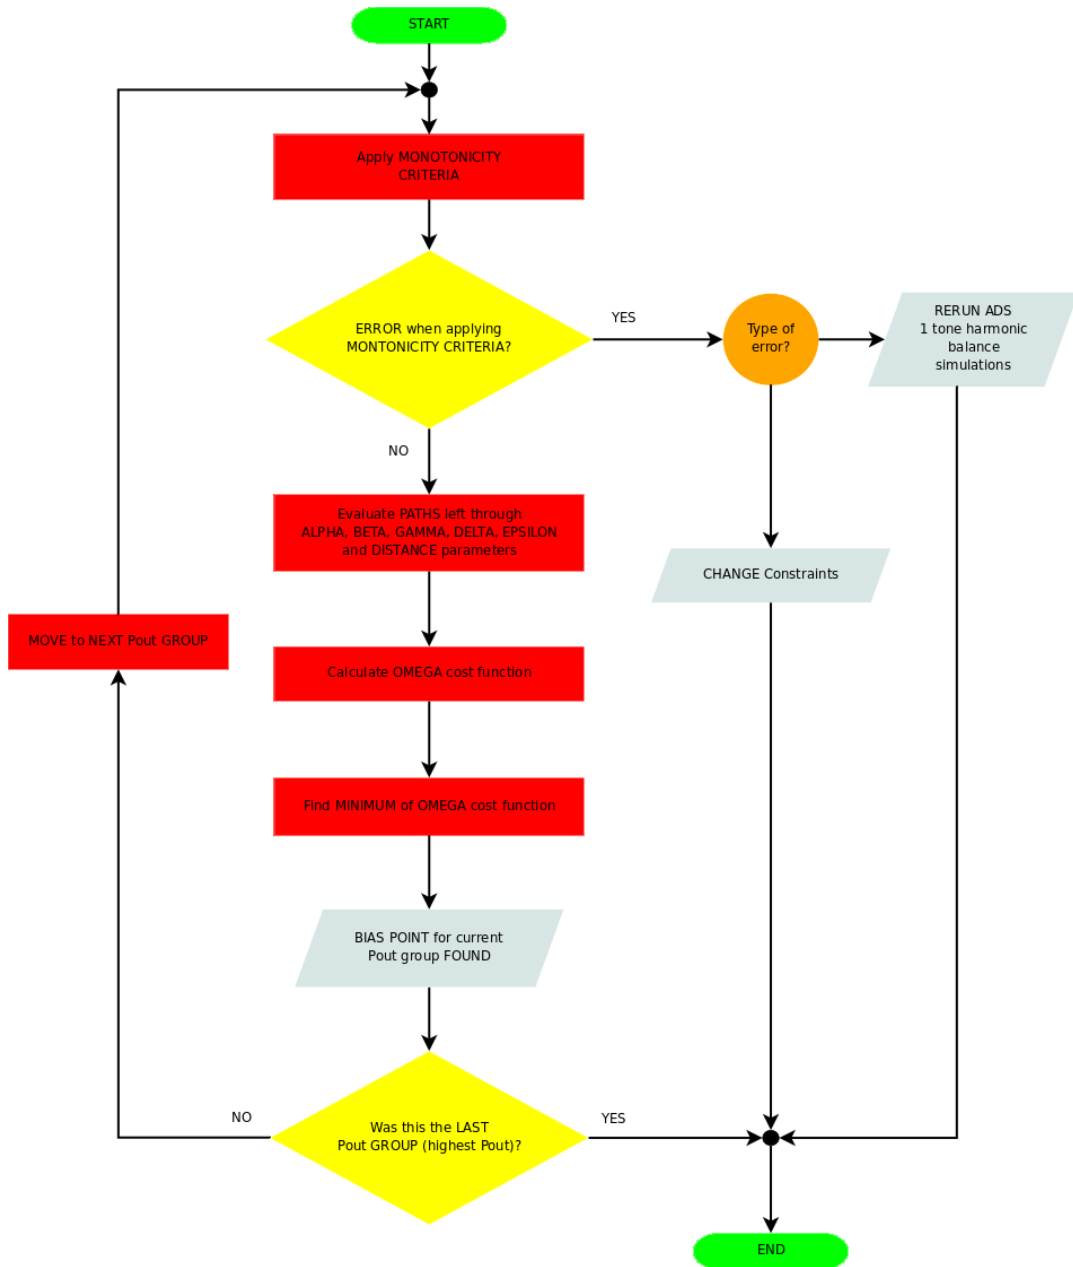 START
Apply MONOTONICITY
CRITERIA
ERROR when applying
MONTONICITY CRITERIA?
YES
Type of
error?
RERUN ADS
1 tone harmonic
balance
simulations
NO
Evaluate PATHS left through
ALPHA, BETA, GAMMA, DELTA, EPSILON
and DISTANCE parameters
CHANGE Constraints
MOVE to NEXT Pout GROUP
Calculate OMEGA cost function
Find MINIMUM of OMEGA cost function
BIAS POINT for current
Pout group FOUND
NO
Was this the LAST
Pout GROUP (highest Pout)?
YES
END